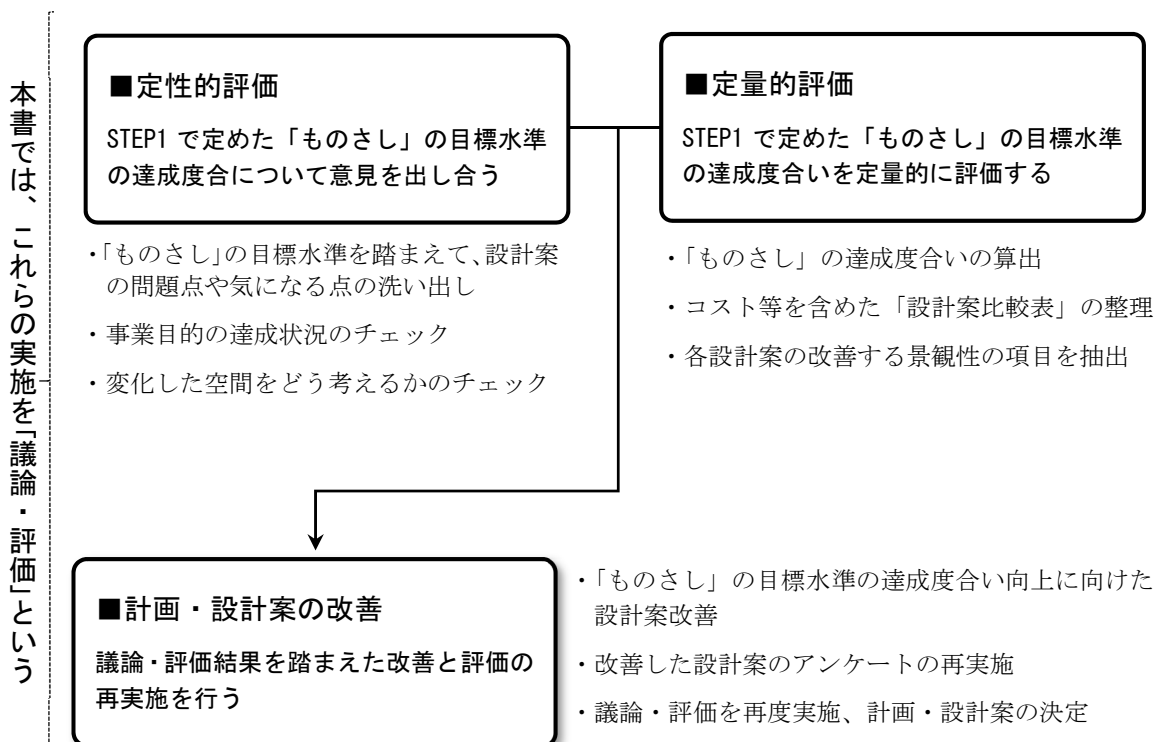 本書では、これらの実施を「議論・評価」という
■定性的評価
STEP1 で定めた「ものさし」の目標水準
の達成度合について意見を出し合う
・「ものさし」の目標水準を踏まえて、設計案
の問題点や気になる点の洗い出し
・事業目的の達成状況のチェック
・変化した空間をどう考えるかのチェック
■定量的評価
STEP1 で定めた「ものさし」の目標水準
の達成度合いを定量的に評価する
・「ものさし」の達成度合いの算出
・コスト等を含めた「設計案比較表」の整理
・各設計案の改善する景観性の項目を抽出
■計画・設計案の改善
議論・評価結果を踏まえた改善と評価の
再実施を行う
・「ものさし」の目標水準の達成度合い向上に向けた
設計案改善
・改善した設計案のアンケートの再実施
・議論・評価を再度実施、計画・設計案の決定